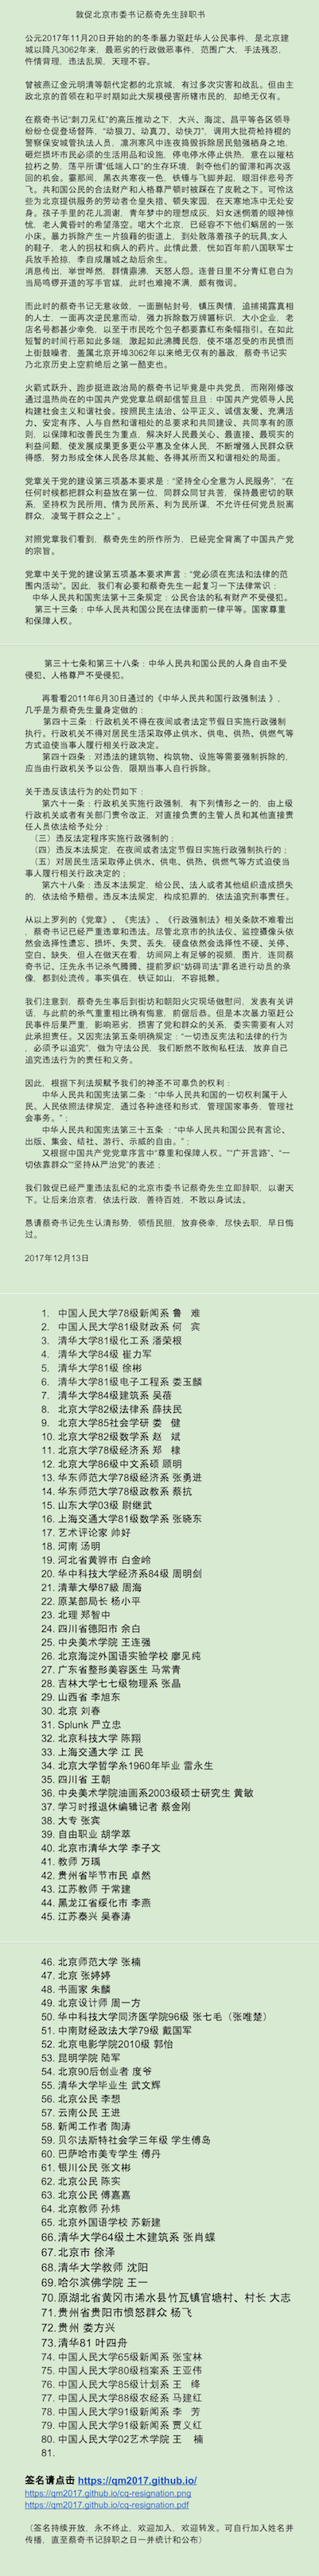 敦促北京市委书记蔡奇先生辞职书
公元2017年11月20日开始的的冬季暴力驱赶华人公民事件，是北京建
城以降凡3062年来，最恶劣的行政做恶事件，范围广大，手法残忍，
忤情背理，违法乱规，天理不容。
曾被燕辽金元明清等朝代定都的北京城，有过多次灾害和战乱。但由主
政北京的首领在和平时期如此大规模侵害所辖市民的，却绝无仅有。
在蔡奇书记“刺刀见红”的高压推动之下，大兴、海淀、昌平等各区领导
纷纷仓促登场督阵，“动狠刀、动真刀、动快刀”，调用大批荷枪持棍的
警察保安城管执法人员，凛冽寒风中连夜捣毁拆除居民勉强栖身之地，
砸烂损坏市民必须的生活用品和设施，停电停水停止供热，意在以摧枯
拉朽之势，荡平所谓“低端人口”的生存环境，剥夺他们的留滞和再次返
回的机会。霎那间，黑衣共寒夜一色，铁锤与飞脚并起，眼泪伴悲号齐
飞。共和国公民的合法财产和人格尊严顿时被踩在了皮靴之下。可怜这
些为北京提供服务的劳动者仓皇失措、顿失家园，在天寒地冻中无处安
身。孩子手里的花儿凋谢，青年梦中的理想成灰，妇女迷惘着的眼神惊
怵，老人黄昏时的希望落空。嗟大个北京，已经容不下他们蜗居的一张
小床。暴力拆除产生一片狼藉的街道上，到处散落着孩子的玩具,女人
的鞋子，老人的拐杖和病人的药片。此情此景，恍如百年前八国联军士
兵放手抢掠，李自成屠城之劫后余生。
消息传出，举世哗然，群情鼎沸，天怒人怨。连昔日里不分青红皂白为
当局鸣锣开道的写手官媒，此时也难掩不满，颇有微词。
而此时的蔡奇书记无意收敛，一面删帖封号，镇压舆情，追捕揭露真相
的人士，一面再次逆民意而动，强力拆除数万牌匾标识，大小企业，老
店名号都甚少幸免，以至于市民吃个包子都要靠红布条幅指引。在如此
短暂的时间行恶如此多端，激起如此沸腾民怨，使不堪忍受的市民愤而
上街鼓噪者，盖属北京开埠3062年以来绝无仅有的暴政，蔡奇书记实
乃北京历史上空前绝后之第一酷吏也。
火箭式跃升、跑步挺进政治局的蔡奇书记毕竟是中共党员，而刚刚修改
通过温热尚在的中国共产党党章总纲却信誓旦旦：中国共产党领导人民
构建社会主义和谐社会。按照民主法治、公平正义、诚信友爱、充满活
力、安定有序、人与自然和谐相处的总要求和共同建设、共同享有的原
则，以保障和改善民生为重点，解决好人民最关心、最直接、最现实的
利益问题，使发展成果更多更公平惠及全体人民，不断增强人民群众获
得感，努力形成全体人民各尽其能、各得其所而又和谐相处的局面。
党章关于党的建设第三项基本要求是：“坚持全心全意为人民服务”，“在
任何时候都把群众利益放在第一位，同群众同甘共苦，保持最密切的联
系，坚持权为民所用、情为民所系、利为民所谋，不允许任何党员脱离
群众，凌驾于群众之上” 。
对照党章我们看到，蔡奇先生的所作所为，已经完全背离了中国共产党
的宗旨。
党章中关于党的建设第五项基本要求声言：“党必须在宪法和法律的范
围内活动”。因此，我们有必要和蔡奇先生一起复习一下法律常识：
中华人民共和国宪法第十三条规定：公民合法的私有财产不受侵犯。
第三十三条：中华人民共和国公民在法律面前一律平等。国家尊重
和保障人权。
第三十七条和第三十八条：中华人民共和国公民的人身自由不受
侵犯、人格尊严不受侵犯。
再看看2011年6月30日通过的《中华人民共和国行政强制法 》，
几乎是为蔡奇先生量身定做的：
第四十三条：行政机关不得在夜间或者法定节假日实施行政强制
执行。行政机关不得对居民生活采取停止供水、供电、供热、供燃气等
方式迫使当事人履行相关行政决定。
第四十四条：对违法的建筑物、构筑物、设施等需要强制拆除的，
应当由行政机关予以公告，限期当事人自行拆除。
关于违反该法行为的处罚如下：
第六十一条：行政机关实施行政强制，有下列情形之一的，由上级
行政机关或者有关部门责令改正，对直接负责的主管人员和其他直接责
任人员依法给予处分：
（三）违反法定程序实施行政强制的；
（四）违反本法规定，在夜间或者法定节假日实施行政强制执行的；
（五）对居民生活采取停止供水、供电、供热、供燃气等方式迫使当
事人履行相关行政决定的；
第六十八条：违反本法规定，给公民、法人或者其他组织造成损失
的，依法给予赔偿。违反本法规定，构成犯罪的，依法追究刑事责任。
从以上罗列的《党章》、《宪法》、《行政强制法》相关条款不难看出
，蔡奇书记已经严重违章和违法。尽管北京市的执法仪、监控摄像头依
然会选择性遗忘、损坏、失灵、丢失，硬盘依然会选择性不硬、关停、
空白、缺失，但人在做天在看，坊间网上有足够的视频，图片，连同蔡
奇书记、汪先永书记杀气腾腾、提前罗织“妨碍司法”罪名进行动员的录
像，都到处流传。事实俱在，铁证如山，不容抵赖。
我们注意到，蔡奇先生事后到街坊和朝阳火灾现场做慰问，发表有关讲
话，与此前的杀气重重相比确有悔意，前倨后恭。但是本次暴力驱赶公
民事件后果严重，影响恶劣，损害了党和群众的关系，委实需要有人对
此承担责任。又因宪法第五条明确规定：“一切违反宪法和法律的行为
，必须予以追究”，做为守法公民，我们断然不敢徇私枉法，放弃自己
追究违法行为的责任和义务。
因此，根据下列法规赋予我们的神圣不可辜负的权利：
中华人民共和国宪法第二条：“中华人民共和国的一切权利属于人
民。人民依照法律规定，通过各种途径和形式，管理国家事务，管理社
会事务。”；
中华人民共和国宪法第三十五条 ：“中华人民共和国公民有言论、
出版、集会、结社、游行、示威的自由。”；
又根据中国共产党党章序言中“尊重和保障人权。”“广开言路”、“一
切依靠群众”“坚持从严治党”的表述；
我们敦促已经严重违法乱纪的北京市委书记蔡奇先生立即辞职，以谢天
下。让后来治京者，依法行政，善待百姓，不敢以身试法。
恳请蔡奇书记先生认清形势，领悟民胆，放弃侥幸，尽快去职，早日悔
过。
2017年12月13日
1. 中国人民大学78级新闻系 鲁 难
2. 中国人民大学81级财政系 何 宾
3. 清华大学81级化工系 潘荣根
4. 清华大学84级 崔力军
5. 清华大学81级 徐彬
6. 清华大学81级电子工程系 娄玉麟
7. 清华大学84级建筑系 吴蓓
8. 北京大学82级法律系 薛扶民
9. 北京大学85社会学研 娄 健
10. 北京大学82级数学系 赵 斌
11. 北京大学78级经济系 郑 棣
12. 北京大学86级中文系硕 顾明
13. 华东师范大学78级经济系 张勇进
14. 华东师范大学78级政教系 蔡抗
15. 山东大学03级 尉继武
16. 上海交通大学81级数学系 张晓东
17. 艺术评论家 帅好
18. 河南 汤明
19. 河北省黄骅市 白金岭
20. 华中科技大学经济系84级 周明剑
21. 清華大學87級 周海
22. 原某部局长 杨小平
23. 北理 郑智中
24. 四川省德阳市 余白
25. 中央美术学院 王连强
26. 北京海淀外国语实验学校 廖见纯
27. 广东省整形美容医生 马常青
28. 吉林大学七七级物理系 张晶
29. 山西省 李旭东
30. 北京 刘春
31. Splunk 严立忠
32. 北京科技大学 陈翔
33. 上海交通大学 江 民
34. 北京大学哲学系1960年毕业 雷永生
35. 四川省 王朝
36. 中央美术学院油画系2003级硕士研究生 黄敏
37. 学习时报退休编辑记者 蔡金刚
38. 大专 张宾
39. 自由职业 胡学萃
40. 北京市清华大学 李子文
41. 教师 万瑀
42. 贵州省毕节市民 卓然
43. 江苏教师 于常建
44. 黑龙江省绥化市 李燕
45. 江苏泰兴 吴春涛
46. 北京师范大学 张楠
47. 北京 张婷婷
48. 书画家 朱麟
49. 北京设计师 周一方
50. 华中科技大学同济医学院96级 张七毛（张唯楚）
51. 中南财经政法大学79级 戴国军
52. 北京电影学院2010级 郭怡
53. 昆明学院 陆军
54. 北京90后创业者 度爷
55. 清华大学毕业生 武文辉
56. 北京公民 李想
57. 云南公民 王进
58. 新闻工作者 陶涛
59. 贝尔法斯特社会学三年级 学生傅岛
60. 巴萨哈市美专学生 傅丹
61. 银川公民 张文彬
62. 北京公民 陈实
63. 北京公民 傅嘉嘉
64. 北京教师 孙炜
65. 北京外国语学校 苏新建
66. 清华大学64级土木建筑系 张肖蝶
67. 北京市 徐泽
68. 清华大学教师 沈阳
69. 哈尔滨佛学院 王一
70. 原湖北省黄冈市浠水县竹瓦镇官塘村、村长 大志
71. 贵州省贵阳市愤怒群众 杨飞
72. 贵州 娄方兴
73. 清华81 叶四舟
74. 中国人民大学65级新闻系 张宝林
75. 中国人民大学80级档案系 王亚伟
76. 中国人民大学85级计划系 王 绛
77. 中国人民大学88级农经系 马建红
78. 中国人民大学91级新闻系 李 芳
79. 中国人民大学91级新闻系 贾义红
80. 中国人民大学02艺术学院 王 楠
81.
签名请点击 https://qm2017.github.io/
https://qm2017.github.io/cq-resignation.png
https://qm2017.github.io/cq-resignation.pdf
（签名持续开放，永不终止，欢迎加入，欢迎转发。可自行加入姓名并
传播，直至蔡奇书记辞职之日一并统计和公布）